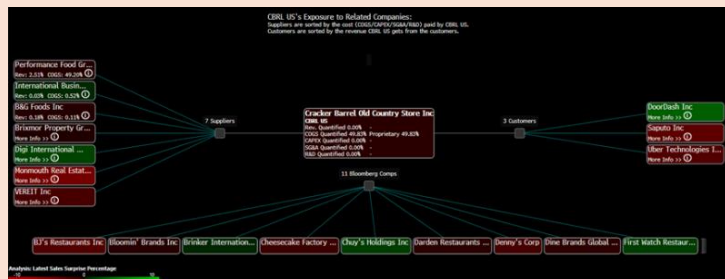 CBRL US's Exposure to Related Companies:
Suppliers are sorted by the cost (COGS/CAPEX/SG&A/R&D) paid by CBRL US.
Customers are sorted by the revenue CBRL US gets from the customers.
Performance Food Gr...
Rev: 2.51% COGS: 49.20%
International Busin...
Rev: 0.03% COGS: 0.52%
B&G Foods Inc
Rev: 0.18% COGS: 0.11%
Brixmor Property Gr...
More Info >>
Digi International ...
More Info >>
Monmouth Real Estat...
More Info >>
VEREIT Inc
More Info >>
7 Suppliers
Cracker Barrel Old Country Store Inc
CBRL US
Rev. Quantified 0.00% -
COGS Quantified 49.83% Proprietary 49.83%
CAPEX Quantified 0.00% -
SG&A Quantified 0.00% -
R&D Quantified 0.00% -
3 Customers
DoorDash Inc
More Info >>
Saputo Inc
More Info >>
Uber Technologies I...
More Info >>
11 Bloomberg Comps
BJ's Restaurants Inc
Bloomin' Brands Inc
Brinker Internation...
Cheesecake Factory ...
Chuy's Holdings Inc
Darden Restaurants ...
Denny's Corp
Dine Brands Global ...
First Watch Restaur...
Analysis: Latest Sales Surprise Percentage
-10 0 10